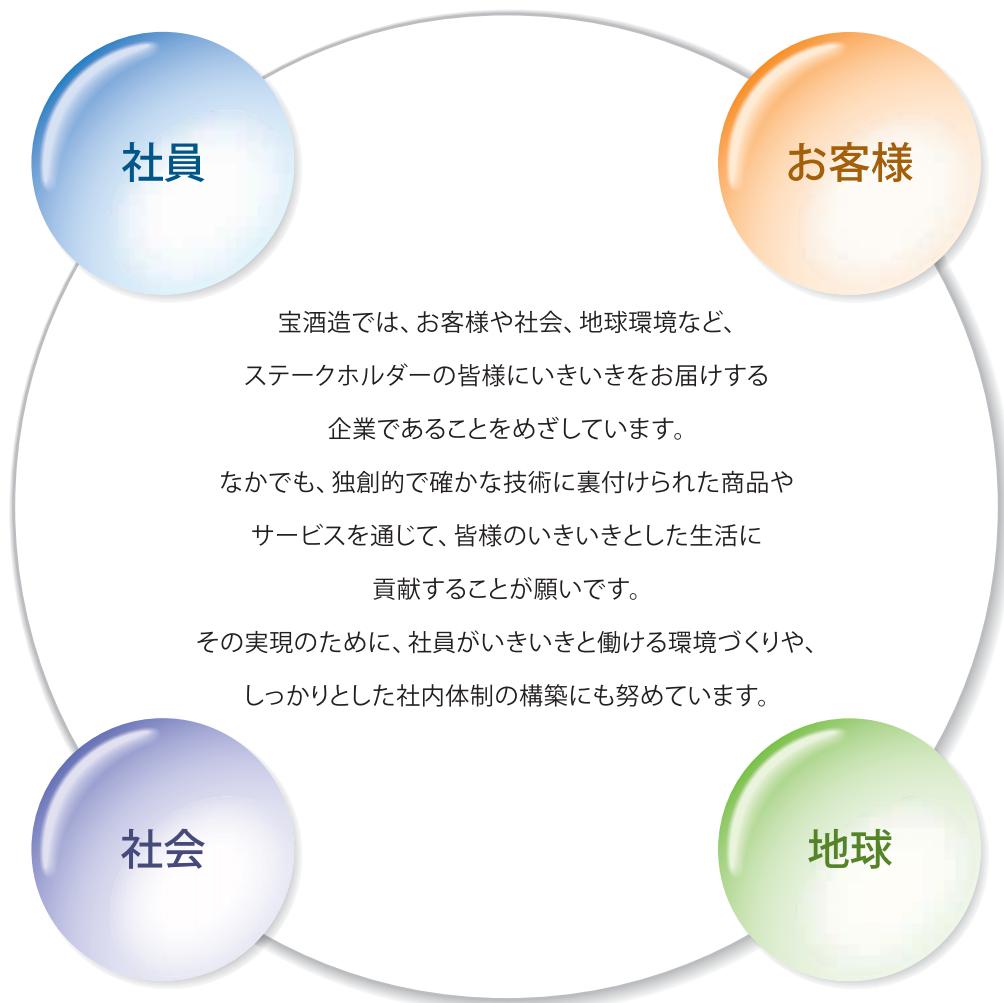 社員
お客様
宝酒造では、お客様や社会、地球環境など、
ステークホルダーの皆様にいきいきをお届けする
企業であることをめざしています。
なかでも、独創的で確かな技術に裏付けられた商品や
サービスを通じて、皆様のいきいきとした生活に
貢献することが願いです。
その実現のために、社員がいきいきと働ける環境づくりや、
しっかりとした社内体制の構築にも努めています。
社会
地球